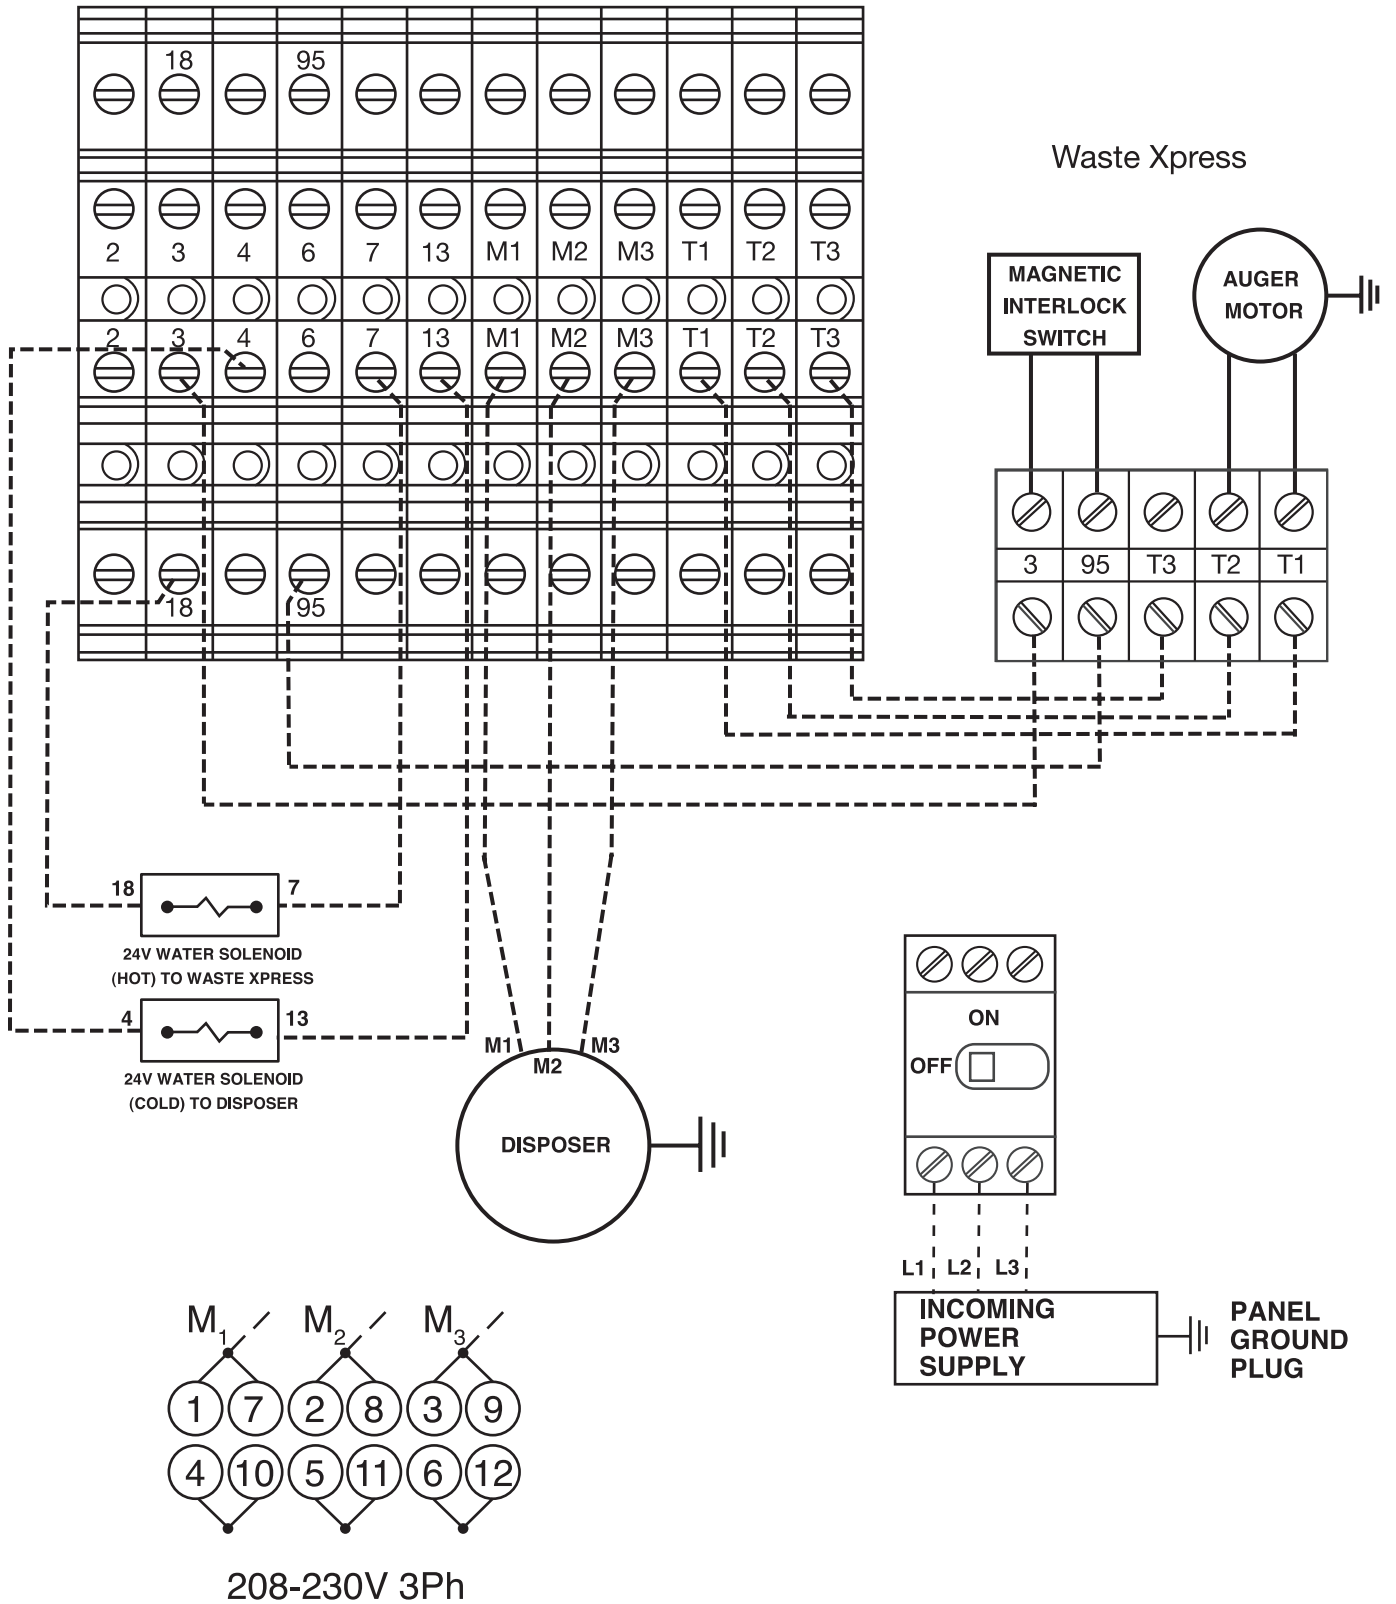 18 95
Waste Xpress
2 3 4 6 7 13 M1 M2 M3 T1 T2 T3
MAGNETIC
INTERLOCK
SWITCH
AUGER
MOTOR
2 3 4 6 7 13 M1 M2 M3 T1 T2 T3
3 95 T3 T2 T1
18 95
18 7
24V WATER SOLENOID
(HOT) TO WASTE XPRESS
4 13
24V WATER SOLENOID
(COLD) TO DISPOSER
M1 M2 M3
DISPOSER
ON
OFF
L1 L2 L3
INCOMING
POWER
SUPPLY
PANEL
GROUND
PLUG
M1 M2 M3
1 7 2 8 3 9
4 10 5 11 6 12
208-230V 3Ph